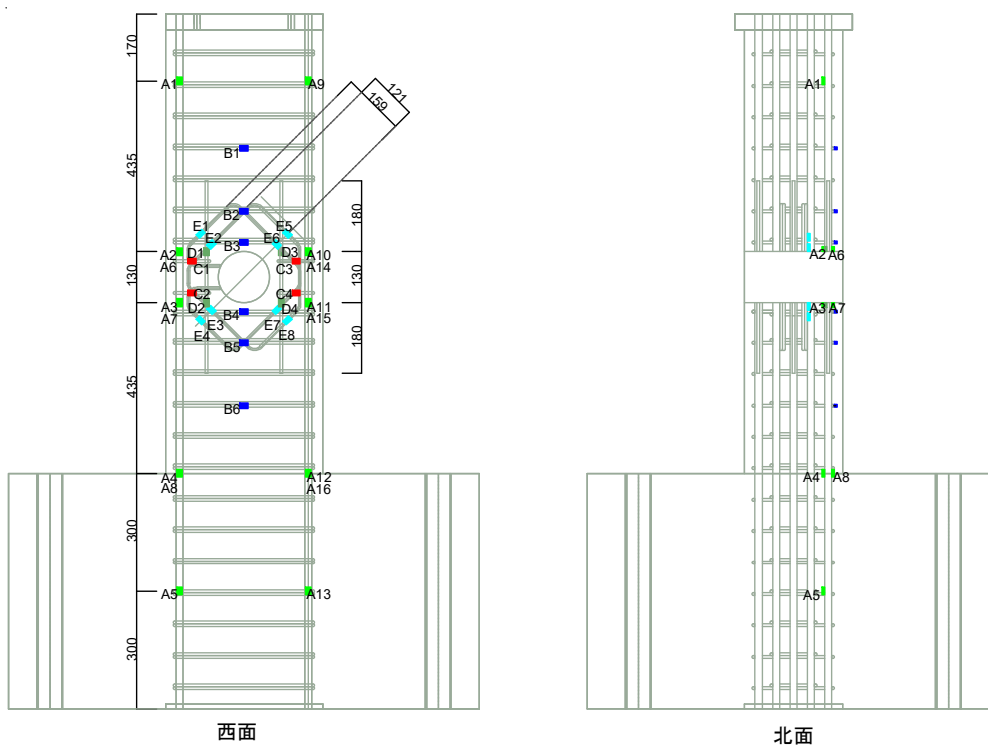 170
A1
A9
A1
121
159
435
B1
180
B2
E1
E5
E2
E6
B3
D1
D3
A2
A10
A2
A6
A6
C1
C3
A14
130
130
C2
C4
A3
A11
A3
A7
D2
D4
A7
B4
A15
E3
E7
E4
E8
180
B5
435
B6
A4
A12
A4
A8
A8
A16
300
A5
A13
A5
300
西面
北面